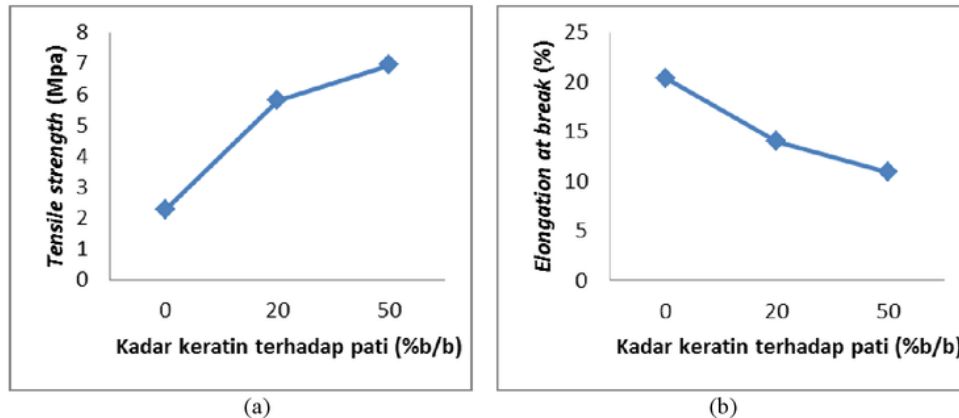 Tensile strength (Mpa)
8
7
6
5
4
3
2
1
0
0 20 50
Kadar keratin terhadap pati (%b/b)
(a)
Elongation at break (%)
25
20
15
10
5
0
0 20 50
Kadar keratin terhadap pati (%b/b)
(b)